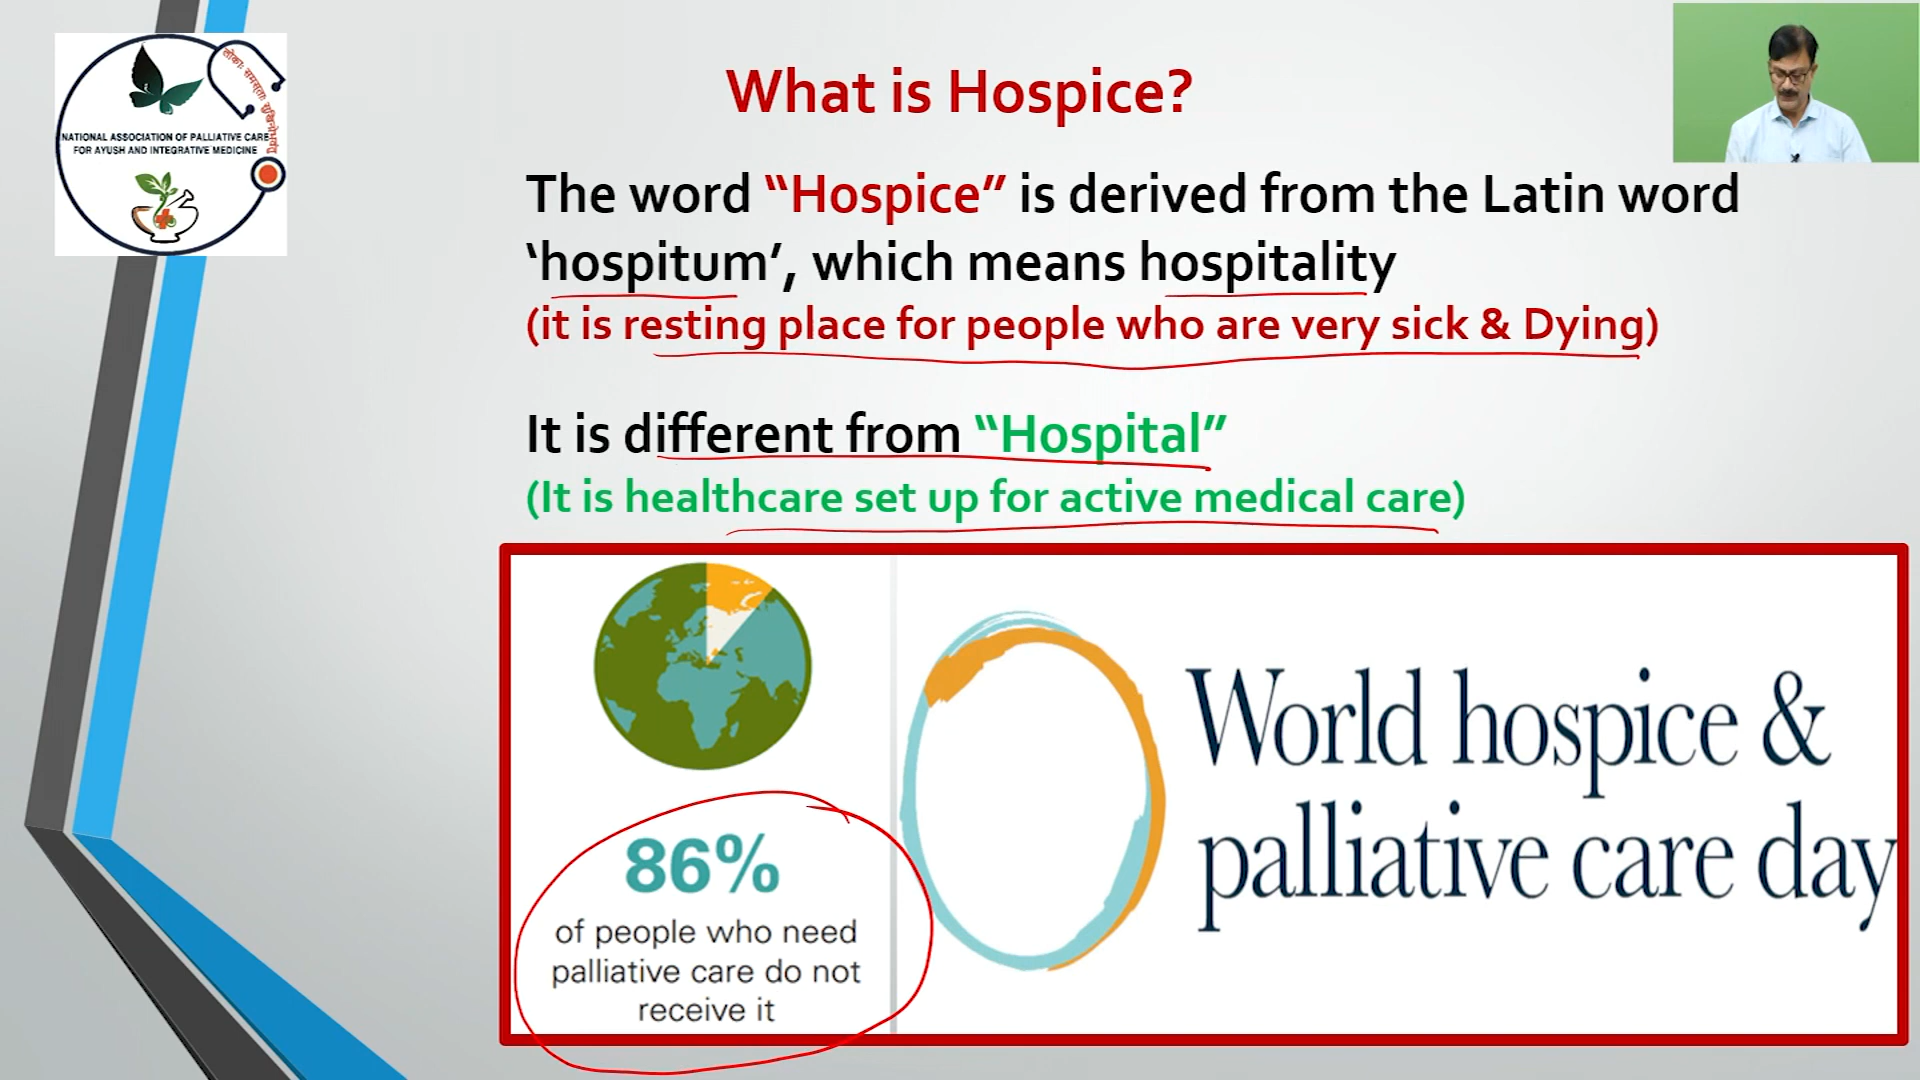 NATIONAL ASSOCIATION OF PALLIATIVE CARE
FOR AYUSH AND INTEGRATIVE MEDICINE
What is Hospice?
The word “Hospice” is derived from the Latin word
‘hospitum’, which means hospitality
(it is resting place for people who are very sick & Dying)
It is different from “Hospital”
(It is healthcare set up for active medical care)
86%
of people who need
palliative care do not
receive it
World hospice &
palliative care day